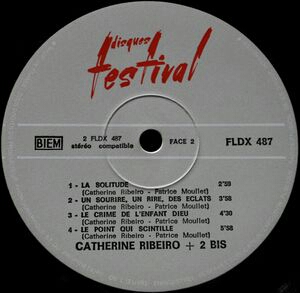 disques
festival
BIEM
2 FLDX 487
stéréo compatible
FACE 2
FLDX 487
1 - LA SOLITUDE 2'59
(Catherine Ribeiro - Patrice Moullet)
2 - UN SOURIRE, UN RIRE, DES ECLATS 3'58
(Catherine Ribeiro - Patrice Moullet)
3 - LE CRIME DE L'ENFANT DIEU 4'30
(Catherine Ribeiro - Patrice Moullet)
4 - LE POINT QUI SCINTILLE 5'58
(Catherine Ribeiro - Patrice Moullet)
CATHERINE RIBEIRO + 2 BIS